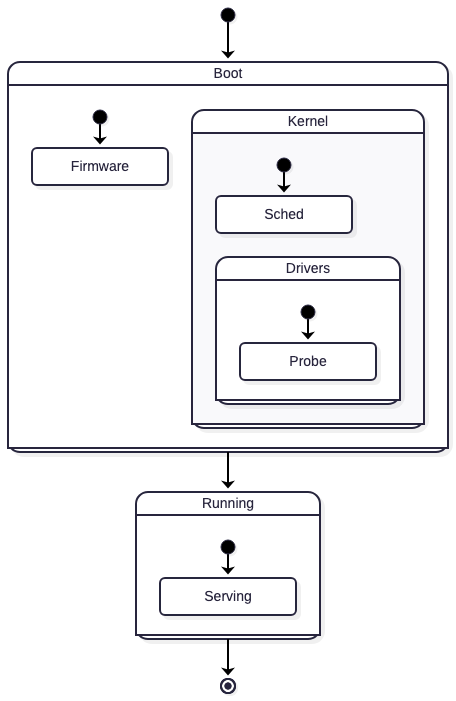 Boot
Firmware
Kernel
Sched
Drivers
Probe
Running
Serving